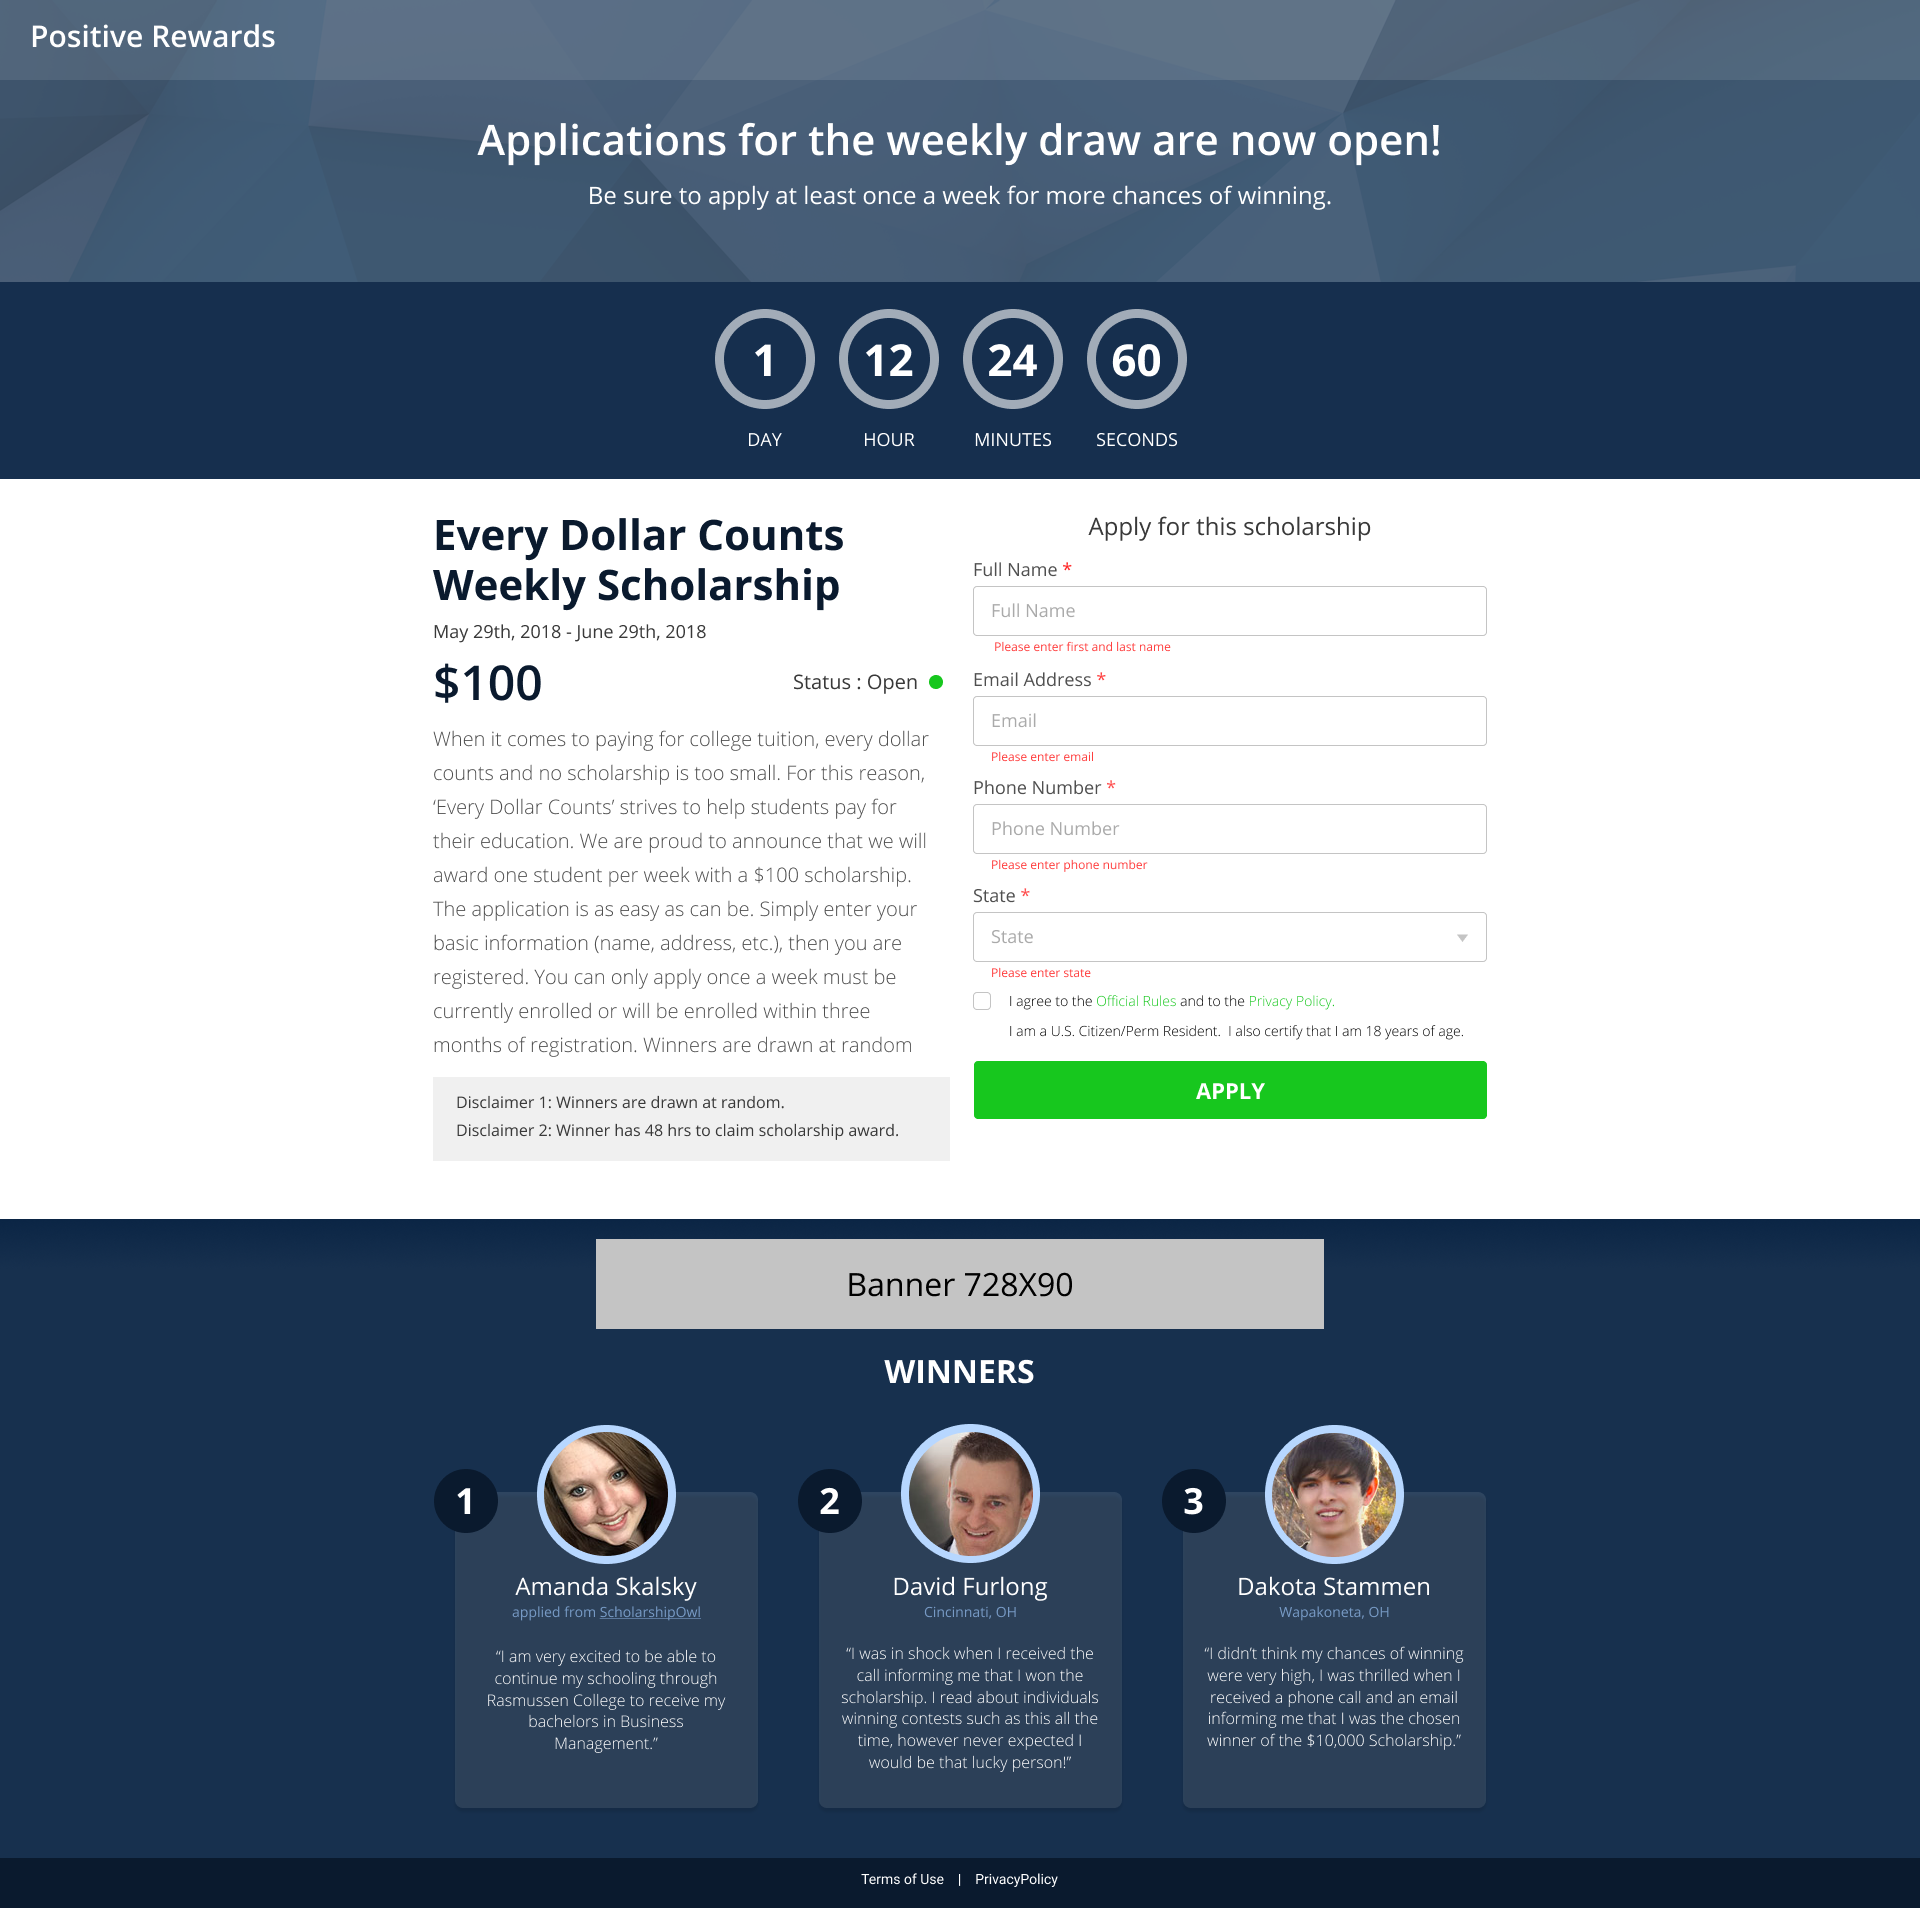 Positive Rewards
Applications for the weekly draw are now open!
Be sure to apply at least once a week for more chances of winning.
1 12 24 60
DAY HOUR MINUTES SECONDS
Every Dollar Counts
Weekly Scholarship
May 29th, 2018 - June 29th, 2018
$100 Status : Open
When it comes to paying for college tuition, every dollar
counts and no scholarship is too small. For this reason,
‘Every Dollar Counts’ strives to help students pay for
their education. We are proud to announce that we will
award one student per week with a $100 scholarship.
The application is as easy as can be. Simply enter your
basic information (name, address, etc.), then you are
registered. You can only apply once a week must be
currently enrolled or will be enrolled within three
months of registration. Winners are drawn at random
Disclaimer 1: Winners are drawn at random.
Disclaimer 2: Winner has 48 hrs to claim scholarship award.
Apply for this scholarship
Full Name *
Full Name
Please enter first and last name
Email Address *
Email
Please enter email
Phone Number *
Phone Number
Please enter phone number
State *
State
Please enter state
I agree to the Official Rules and to the Privacy Policy.
I am a U.S. Citizen/Perm Resident. I also certify that I am 18 years of age.
APPLY
Banner 728X90
WINNERS
1
Amanda Skalsky
applied from ScholarshipOwl
“I am very excited to be able to
continue my schooling through
Rasmussen College to receive my
bachelors in Business
Management.”
2
David Furlong
Cincinnati, OH
“I was in shock when I received the
call informing me that I won the
scholarship. I read about individuals
winning contests such as this all the
time, however never expected I
would be that lucky person!”
3
Dakota Stammen
Wapakoneta, OH
“I didn’t think my chances of winning
were very high, I was thrilled when I
received a phone call and an email
informing me that I was the chosen
winner of the $10,000 Scholarship.”
Terms of Use | PrivacyPolicy